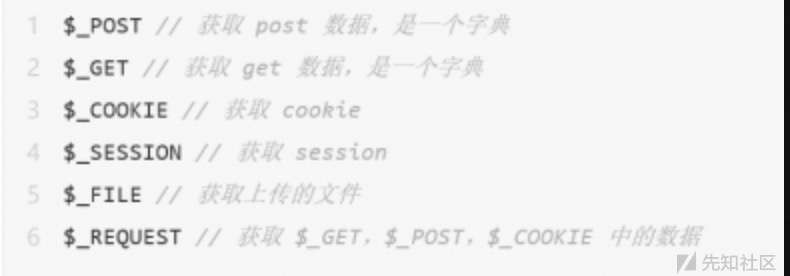 1 $_POST // 获取 post 数据，是一个字典
2 $_GET // 获取 get 数据，是一个字典
3 $_COOKIE // 获取 cookie
4 $_SESSION // 获取 session
5 $_FILE // 获取上传的文件
6 $_REQUEST // 获取 $_GET，$_POST，$_COOKIE 中的数据
先知社区